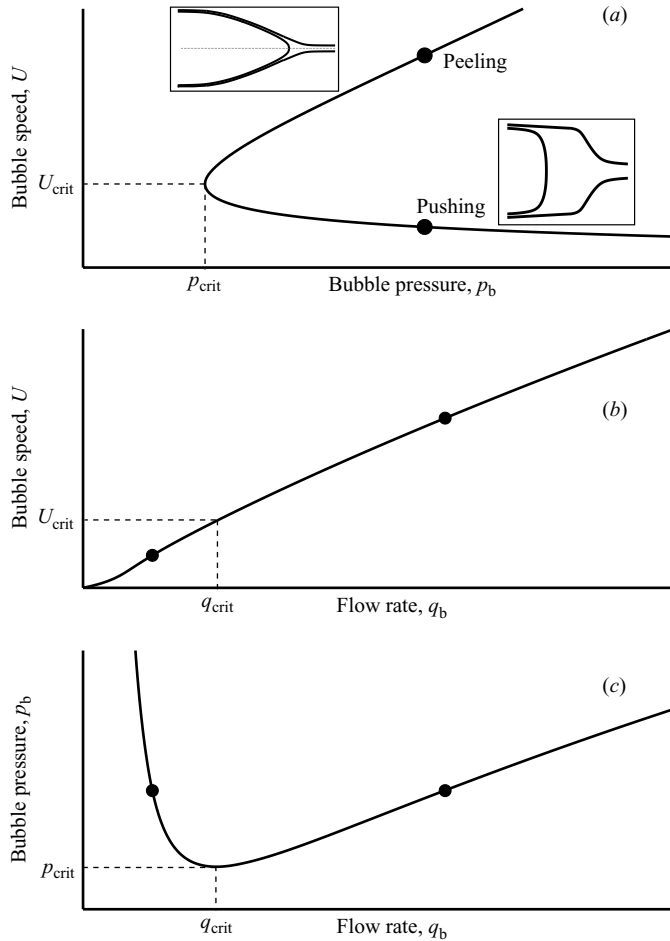 (a)
Peeling
Bubble speed, U
U_crit
Pushing
p_crit
Bubble pressure, p_b
Bubble speed, U
(b)
U_crit
q_crit
Flow rate, q_b
Bubble pressure, p_b
(c)
p_crit
q_crit
Flow rate, q_b